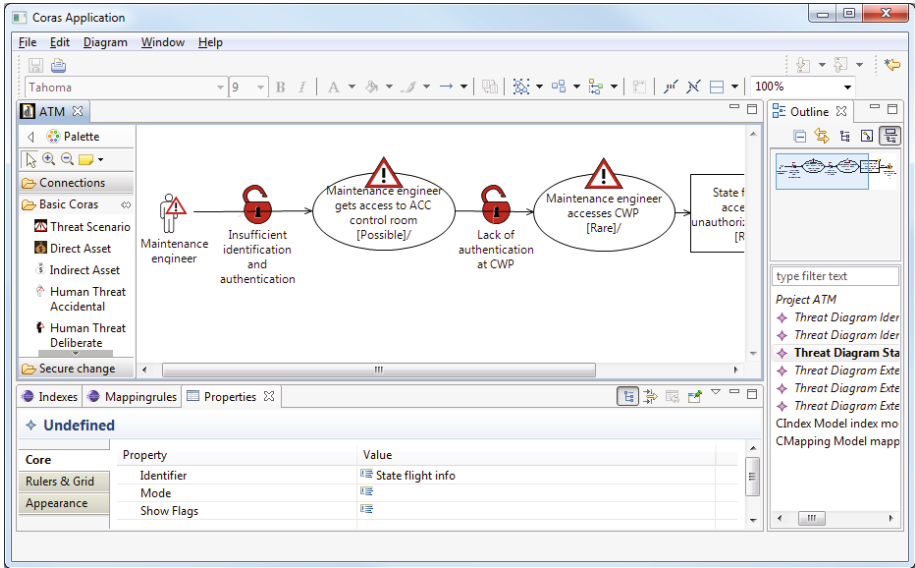 Coras Application
File Edit Diagram Window Help
Tahoma 9 B I A 100%
ATM
Palette
Connections
Basic Coras
Threat Scenario
Direct Asset
Indirect Asset
Human Threat
Accidental
Human Threat
Deliberate
Secure change
Maintenance
engineer
Insufficient
identification
and
authentication
Maintenance engineer
gets access to ACC
control room
[Possible]/
Lack of
authentication
at CWP
Maintenance engineer
accesses CWP
[Rare]/
State f
acce
unauthoriz
[R
Outline
type filter text
Project ATM
Threat Diagram Iden
Threat Diagram Iden
Threat Diagram Sta
Threat Diagram Exte
Threat Diagram Exte
Threat Diagram Exte
CIndex Model index mo
CMapping Model mapp
Indexes Mappingrules Properties
Undefined
Core
Rulers & Grid
Appearance
Property Value
Identifier State flight info
Mode
Show Flags